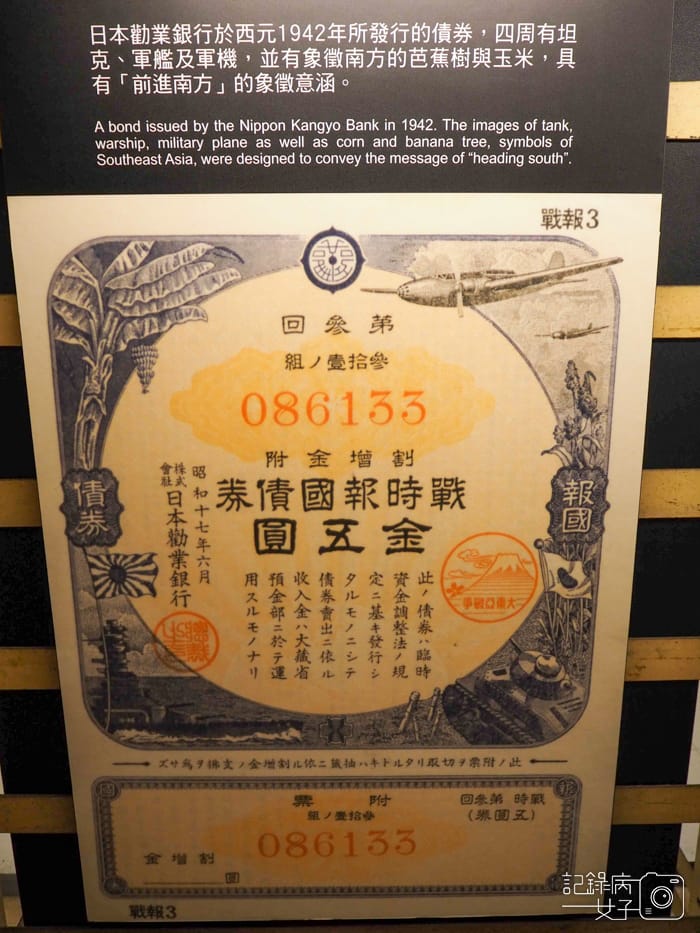 日本勸業銀行於西元1942年所發行的債券，四周有坦
克、軍艦及軍機，並有象徵南方的芭蕉樹與玉米，具
有「前進南方」的象徵意涵。
A bond issued by the Nippon Kangyo Bank in 1942. The images of tank,
warship, military plane as well as corn and banana tree, symbols of
Southeast Asia, were designed to convey the message of “heading south”.
戰報3
回參第
組ノ壹拾參
086133
附金增割
券債國報時戰
圓五金
報國
債券
此ノ債券ハ臨時
資金調整法ノ規
定ニ基キ發行シ
タルモノニシテ
債券賣出ニ依ル
收入金ハ大藏省
預金部ニ於テ運
用スルモノナリ
昭和十七年六月
株式會社日本勸業銀行
爭戰亞東大
ズサ爲ヲ拂支ノ金增割ル依ニ籤抽ハキトルタリ取切ヲ票附ノ此
國
報
票附
組ノ壹拾參
086133
回參第 時戰
(五圓券)
金增割
圓
戰報3
記錄病
女子